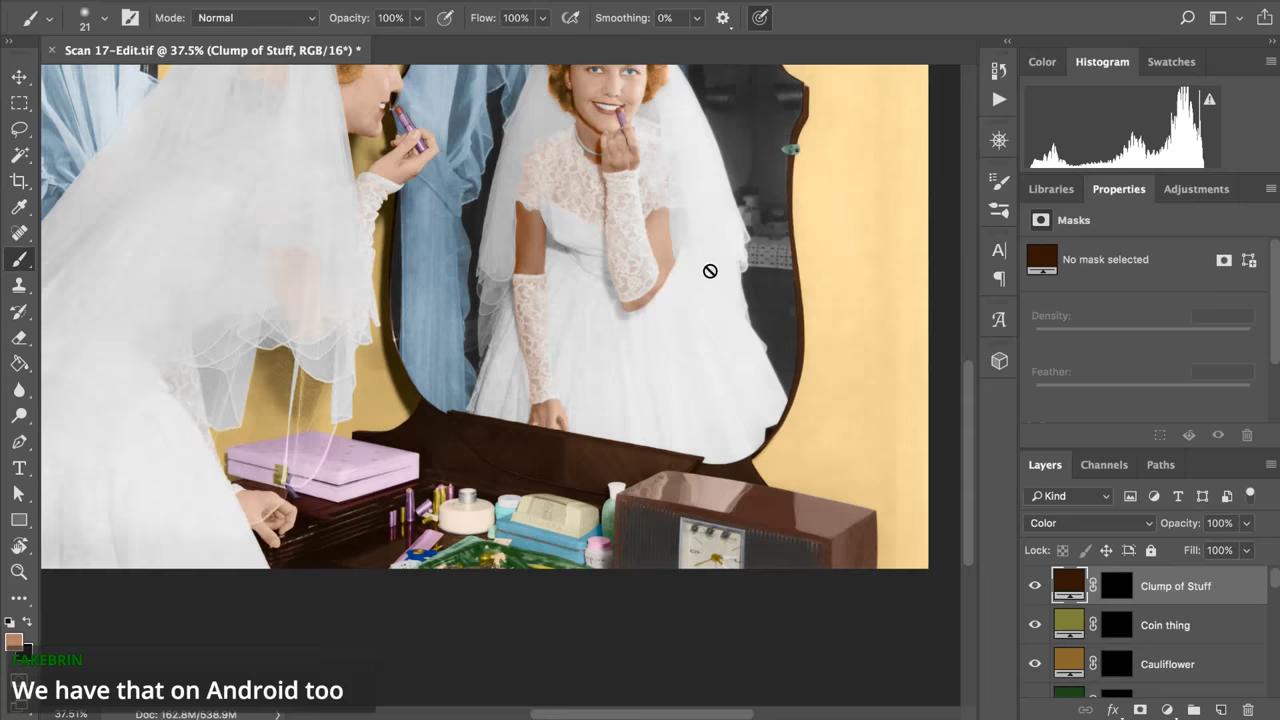 21
Mode:
Normal
Opacity:
100%
Flow:
100%
Smoothing:
0%
Scan 17-Edit.tif @ 37.5% (Clump of Stuff, RGB/16*) *
Color
Histogram
Swatches
Libraries
Properties
Adjustments
Masks
No mask selected
Density:
Feather:
Layers
Channels
Paths
Kind
Color
Opacity:
100%
Lock:
Fill:
100%
Clump of Stuff
Coin thing
Cauliflower
FAKEBRIN
We have that on Android too
37.51%
Doc: 162.8M/538.9M